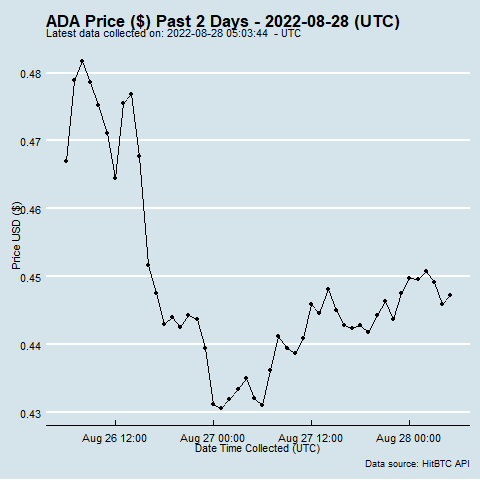 ADA Price ($) Past 2 Days - 2022-08-28 (UTC)
Latest data collected on: 2022-08-28 05:03:44 - UTC
0.48
0.47
0.46
0.45
0.44
0.43
Price USD ($)
Aug 26 12:00 Aug 27 00:00 Aug 27 12:00 Aug 28 00:00
Date Time Collected (UTC)
Data source: HitBTC API